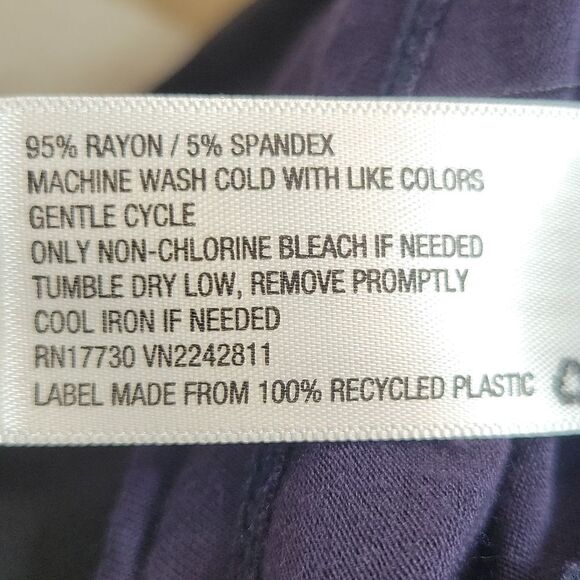 95% RAYON / 5% SPANDEX
MACHINE WASH COLD WITH LIKE COLORS
GENTLE CYCLE
ONLY NON-CHLORINE BLEACH IF NEEDED
TUMBLE DRY LOW, REMOVE PROMPTLY
COOL IRON IF NEEDED
RN17730 VN2242811
LABEL MADE FROM 100% RECYCLED PLASTIC